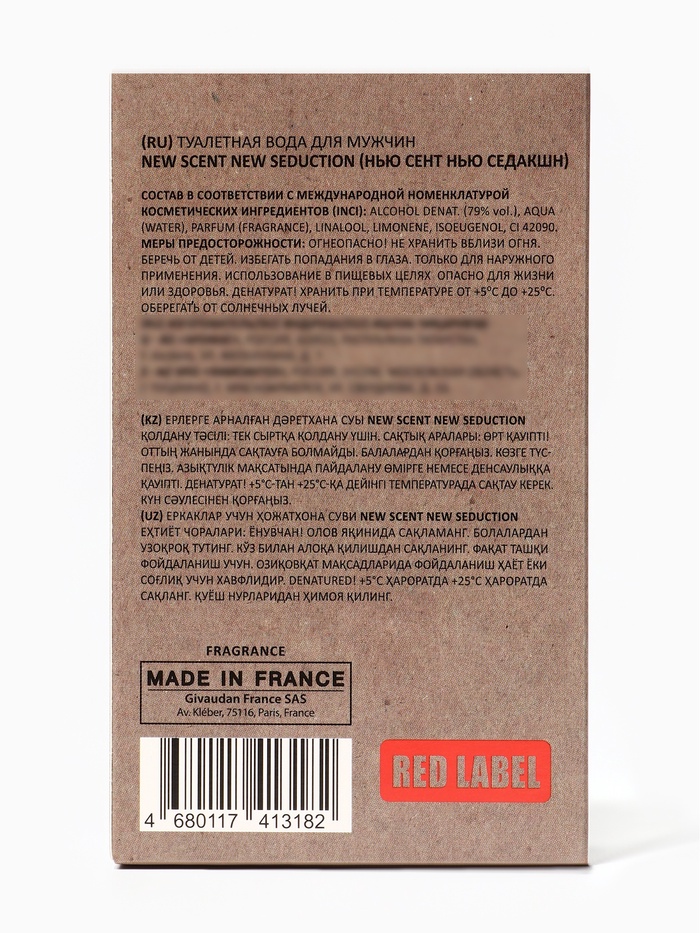 (RU) ТУАЛЕТНАЯ ВОДА ДЛЯ МУЖЧИН
NEW SCENT NEW SEDUCTION (НЬЮ СЕНТ НЬЮ СЕДАКШН)
СОСТАВ В СООТВЕТСТВИИ С МЕЖДУНАРОДНОЙ НОМЕНКЛАТУРОЙ
КОСМЕТИЧЕСКИХ ИНГРЕДИЕНТОВ (INCI): ALCOHOL DENAT. (79% vol.), AQUA
(WATER), PARFUM (FRAGRANCE), LINALOOL, LIMONENE, ISOEUGENOL, CI 42090.
МЕРЫ ПРЕДОСТОРОЖНОСТИ: ОГНЕОПАСНО! НЕ ХРАНИТЬ ВБЛИЗИ ОГНЯ.
БЕРЕЧЬ ОТ ДЕТЕЙ. ИЗБЕГАТЬ ПОПАДАНИЯ В ГЛАЗА. ТОЛЬКО ДЛЯ НАРУЖНОГО
ПРИМЕНЕНИЯ. ИСПОЛЬЗОВАНИЕ В ПИЩЕВЫХ ЦЕЛЯХ ОПАСНО ДЛЯ ЖИЗНИ
ИЛИ ЗДОРОВЬЯ. ДЕНАТУРАТ! ХРАНИТЬ ПРИ ТЕМПЕРАТУРЕ ОТ +5°С ДО +25°С.
ОБЕРЕГАТЬ ОТ СОЛНЕЧНЫХ ЛУЧЕЙ.
(KZ) ЕРЛЕРГЕ АРНАЛҒАН ДӘРЕТХАНА СУЫ NEW SCENT NEW SEDUCTION
ҚОЛДАНУ ТӘСІЛІ: ТЕК СЫРТҚА ҚОЛДАНУ ҮШІН. САҚТЫҚ АРАЛАРЫ: ӨРТ ҚАУІПТІ!
ОТТЫҢ ЖАНЫНДА САҚТАУҒА БОЛМАЙДЫ. БАЛАЛАРДАН ҚОРҒАҢЫЗ. КӨЗГЕ ТҮС-
ПЕҢІЗ. АЗЫҚТҮЛІК МАҚСАТЫНДА ПАЙДАЛАНУ ӨМІРГЕ НЕМЕСЕ ДЕНСАУЛЫҚҚА
ҚАУІПТІ. ДЕНАТУРАТ! +5°С-ТАН +25°С-ҚА ДЕЙІНГІ ТЕМПЕРАТУРАДА САҚТАУ КЕРЕК.
КҮН СӘУЛЕСІНЕН ҚОРҒАҢЫЗ.
(UZ) ЕРКАКЛАР УЧУН ҲОЖАТХОНА СУВИ NEW SCENT NEW SEDUCTION
ЕҲТІЁТ ЧОРАЛАРИ: ЁНУВЧАН! ОЛОВ ЯҚИНИДА САҚЛАМАНГ. БОЛАЛАРДАН
УЗОҚРОҚ ТУТИНГ. КЎЗ БИЛАН АЛОҚА ҚИЛИШДАН САҚЛАНИНГ. ФАҚАТ ТАШҚИ
ФОЙДАЛАНИШ УЧУН. ОЗИҚОВҚАТ МАҚСАДЛАРИДА ФОЙДАЛАНИШ ҲАЁТ ЁКИ
СОҒЛИҚ УЧУН ХАВФЛИДИР. DENATURED! +5°С ҲАРОРАТДА +25°С ҲАРОРАТДА
САҚЛАНГ. ҚУЁШ НУРЛАРИДАН ҲИМОЯ ҚИЛИНГ.
FRAGRANCE
MADE IN FRANCE
Givaudan France SAS
Av. Kléber, 75116, Paris, France
RED LABEL
4 680117 413182